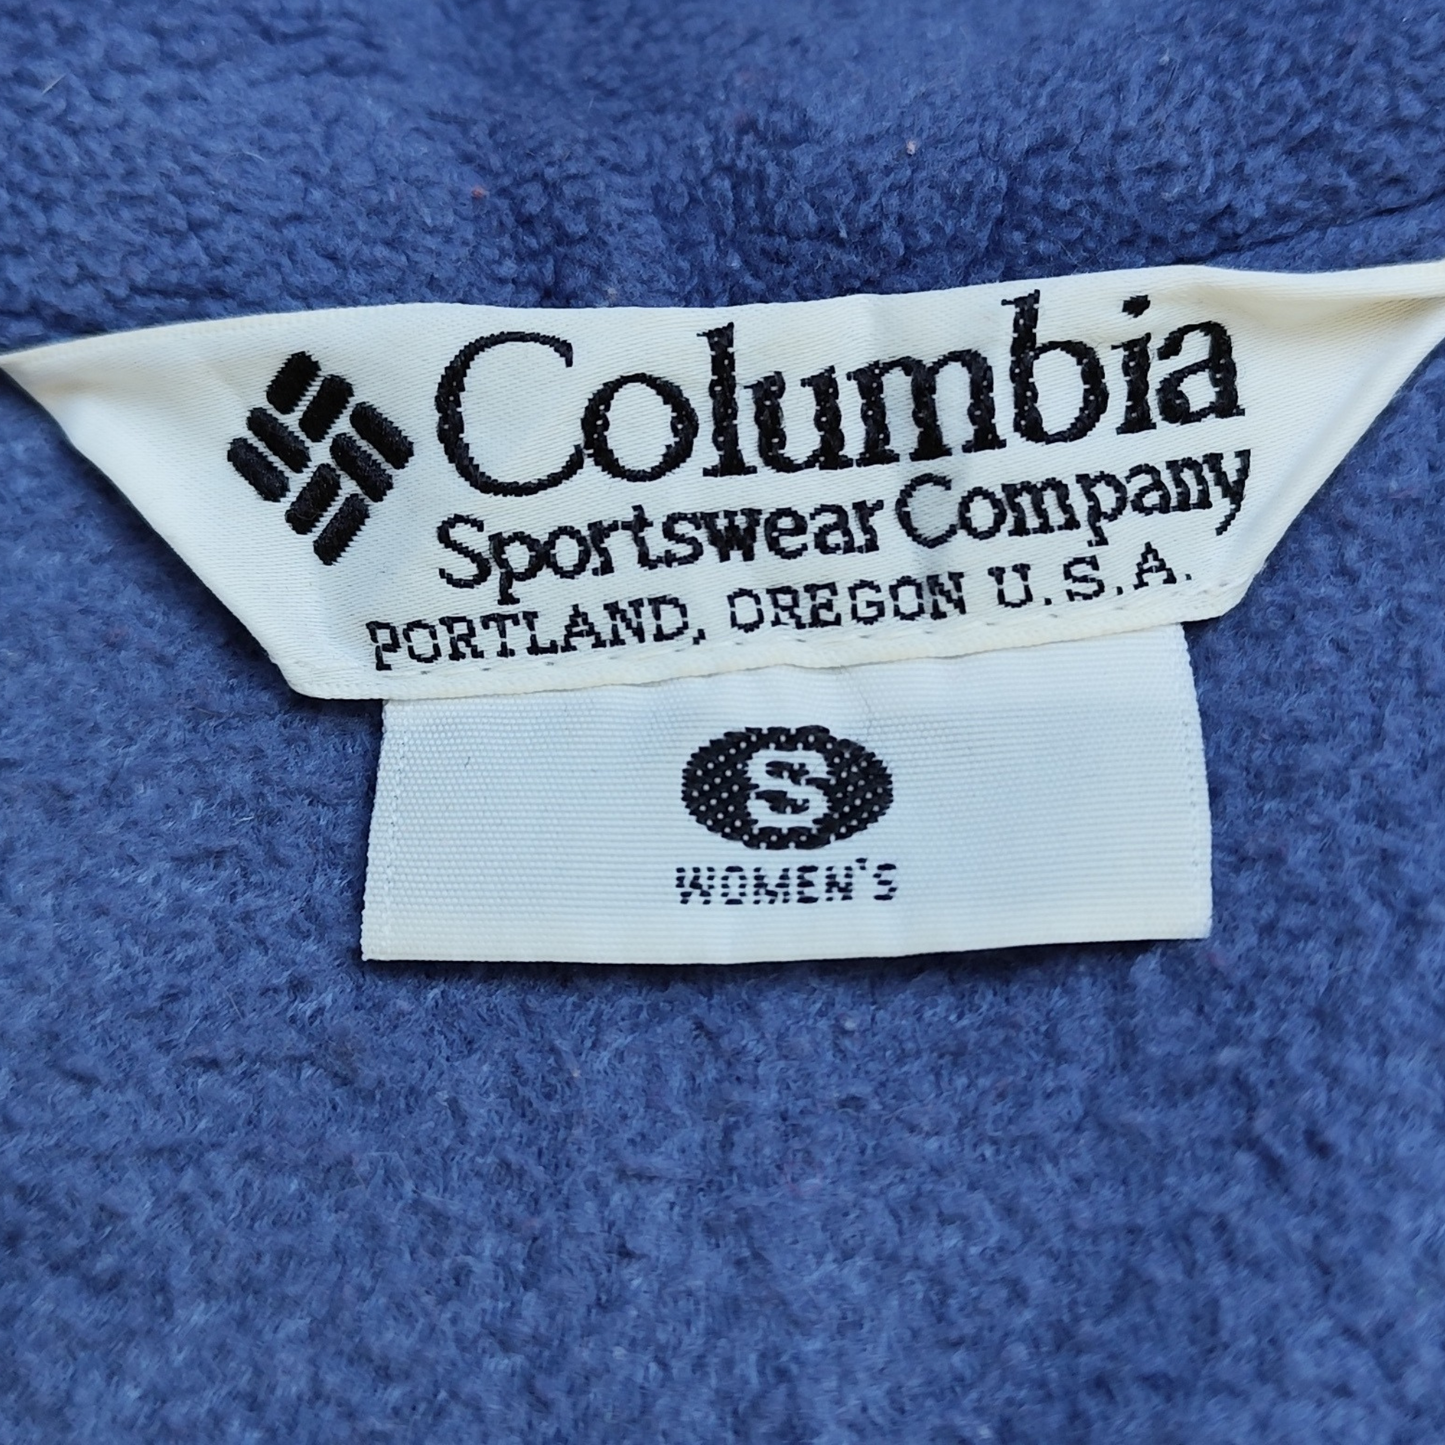 Columbia
Sportswear Company
PORTLAND, OREGON U.S.A.
S
WOMEN'S